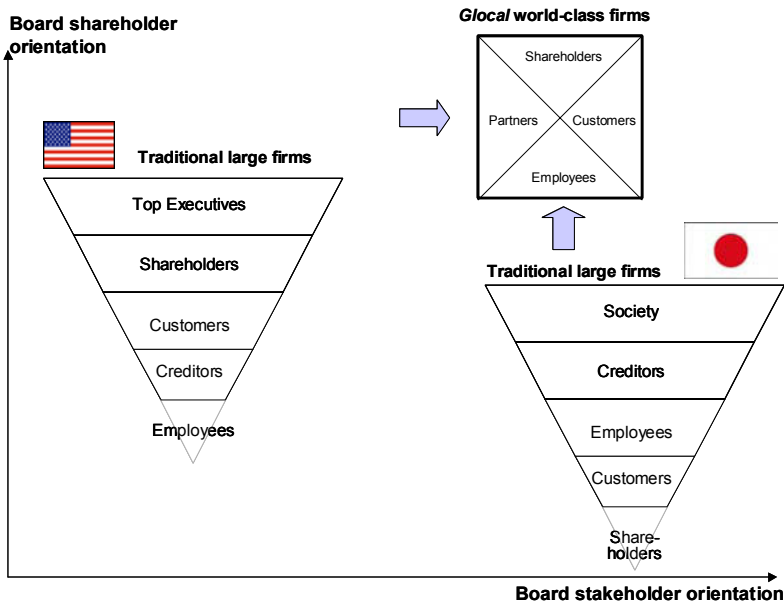 Board shareholder
orientation
Glocal world-class firms
Shareholders
Partners
Customers
Employees
Traditional large firms
Top Executives
Shareholders
Customers
Creditors
Employees
Traditional large firms
Society
Creditors
Employees
Customers
Share-
holders
Board stakeholder orientation